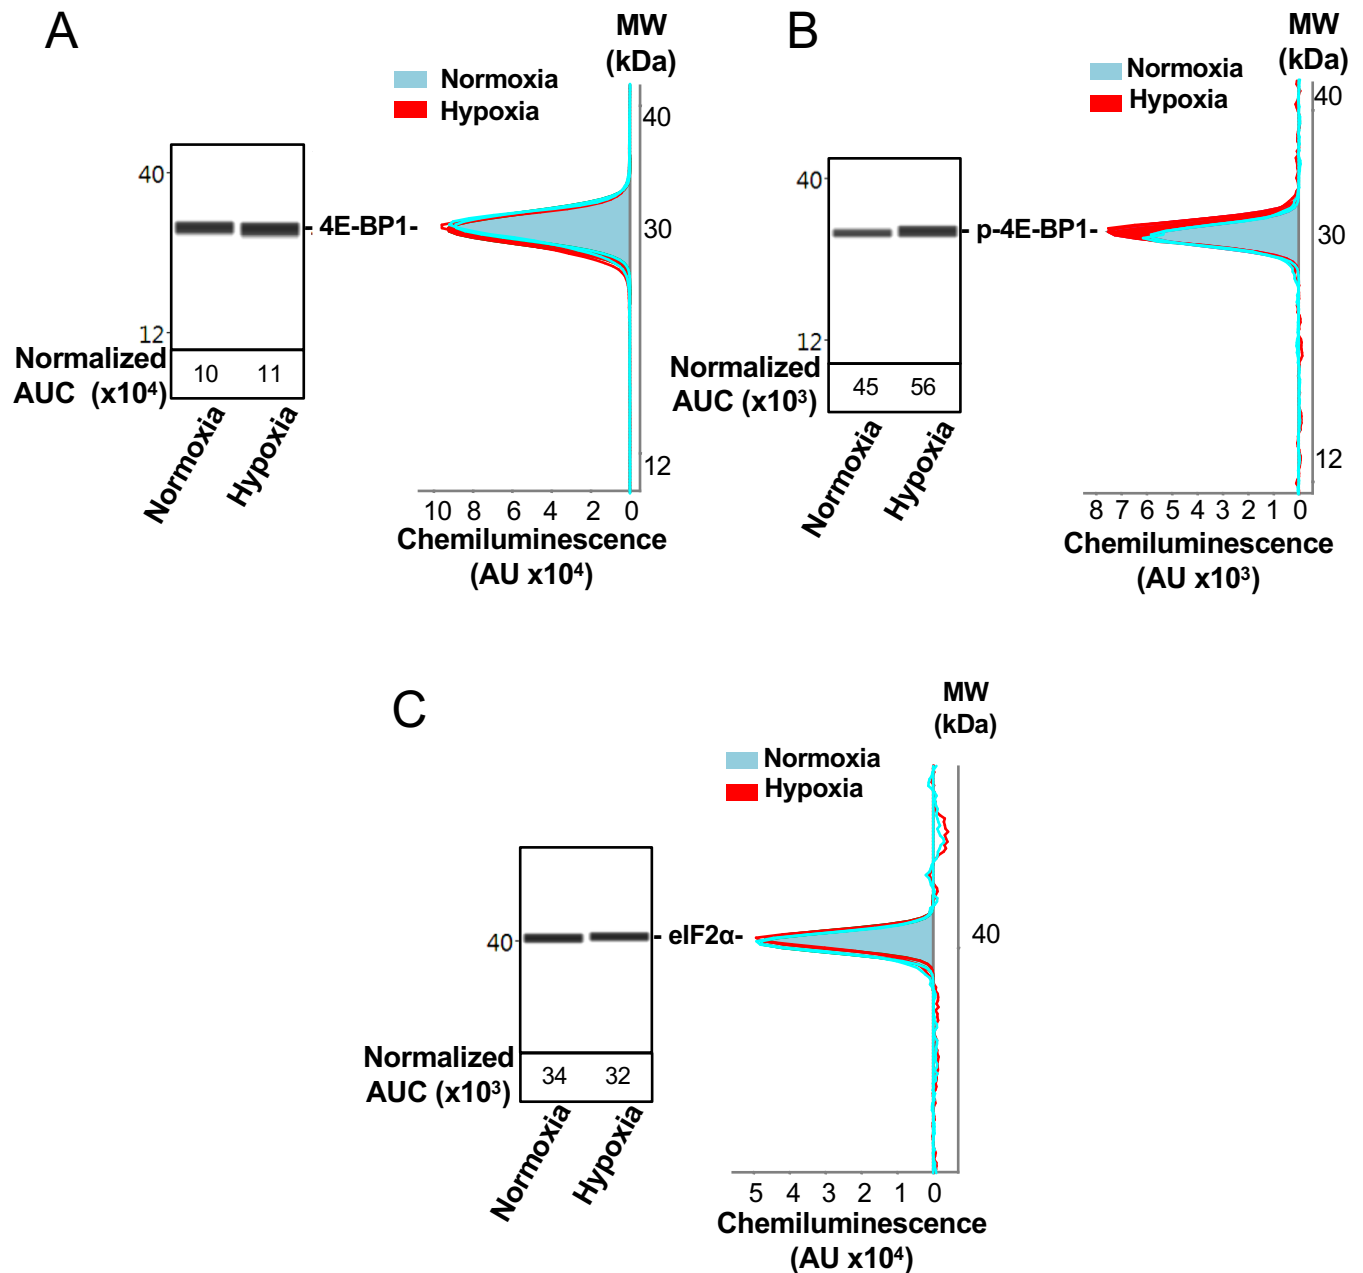 A
MW
(kDa)
Normoxia
Hypoxia
40
40
- 4E-BP1-
30
12
12
Normalized
AUC (x10⁴)
10 11
Normoxia
Hypoxia
10 8 6 4 2 0
Chemiluminescence
(AU x10⁴)
B
MW
(kDa)
Normoxia
Hypoxia
40
40
- p-4E-BP1-
30
12
12
Normalized
AUC (x10³)
45 56
Normoxia
Hypoxia
8 7 6 5 4 3 2 1 0
Chemiluminescence
(AU x10³)
C
MW
(kDa)
Normoxia
Hypoxia
40
- eIF2α-
40
Normalized
AUC (x10³)
34 32
Normoxia
Hypoxia
5 4 3 2 1 0
Chemiluminescence
(AU x10⁴)